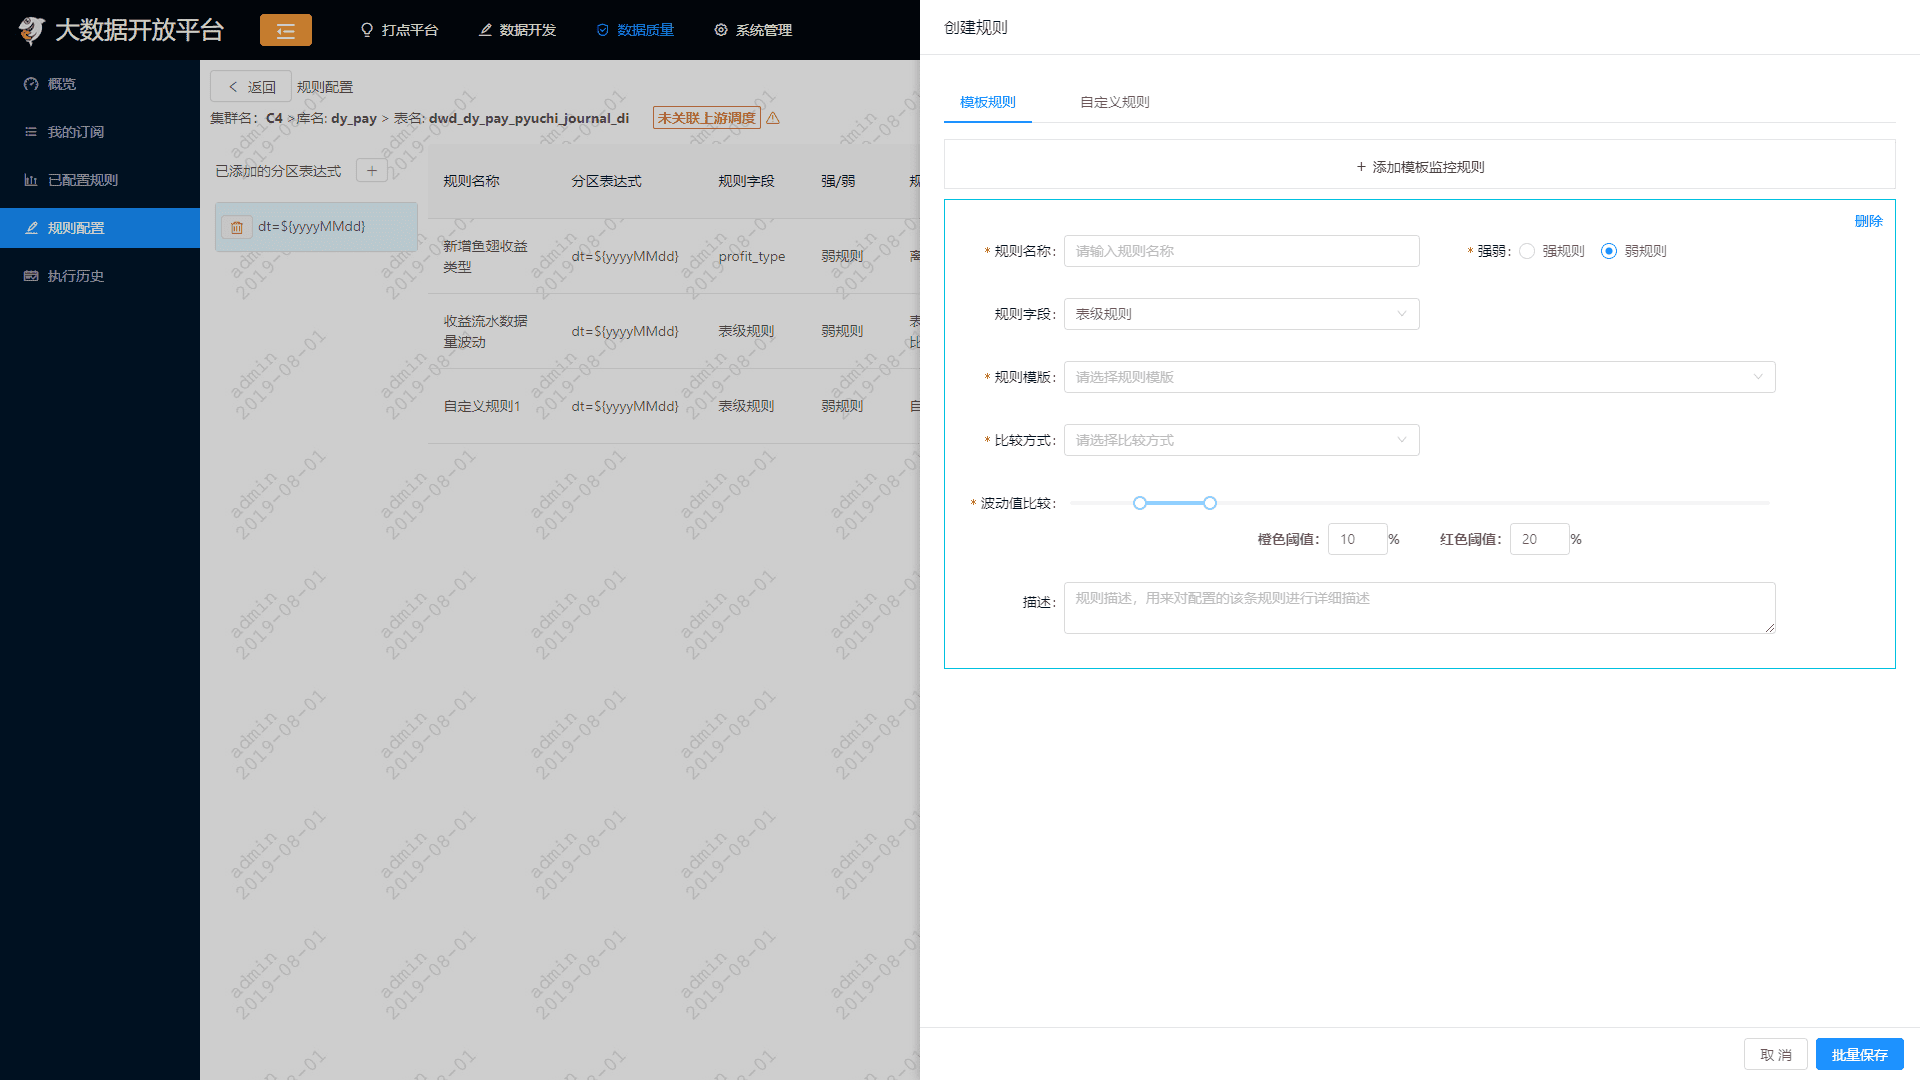 大数据开放平台
打点平台
数据开发
数据质量
系统管理
概览
我的订阅
已配置规则
规则配置
执行历史
返回
规则配置
集群名: C4 >库名: dy_pay > 表名: dwd_dy_pay_pyuchi_journal_di
未关联上游调度
已添加的分区表达式 +
dt=${yyyyMMdd}
规则名称 分区表达式 规则字段 强/弱
新增鱼翅收益
类型
dt=${yyyyMMdd} profit_type 弱规则
收益流水数据
量波动
dt=${yyyyMMdd} 表级规则 弱规则
自定义规则1 dt=${yyyyMMdd} 表级规则 弱规则
admin
2019-08-01
创建规则
模板规则 自定义规则
+ 添加模板监控规则
删除
* 规则名称: 请输入规则名称
* 强弱: 强规则 弱规则
规则字段: 表级规则
* 规则模版: 请选择规则模版
* 比较方式: 请选择比较方式
* 波动值比较:
橙色阈值: 10 % 红色阈值: 20 %
描述: 规则描述，用来对配置的该条规则进行详细描述
取 消 批量保存